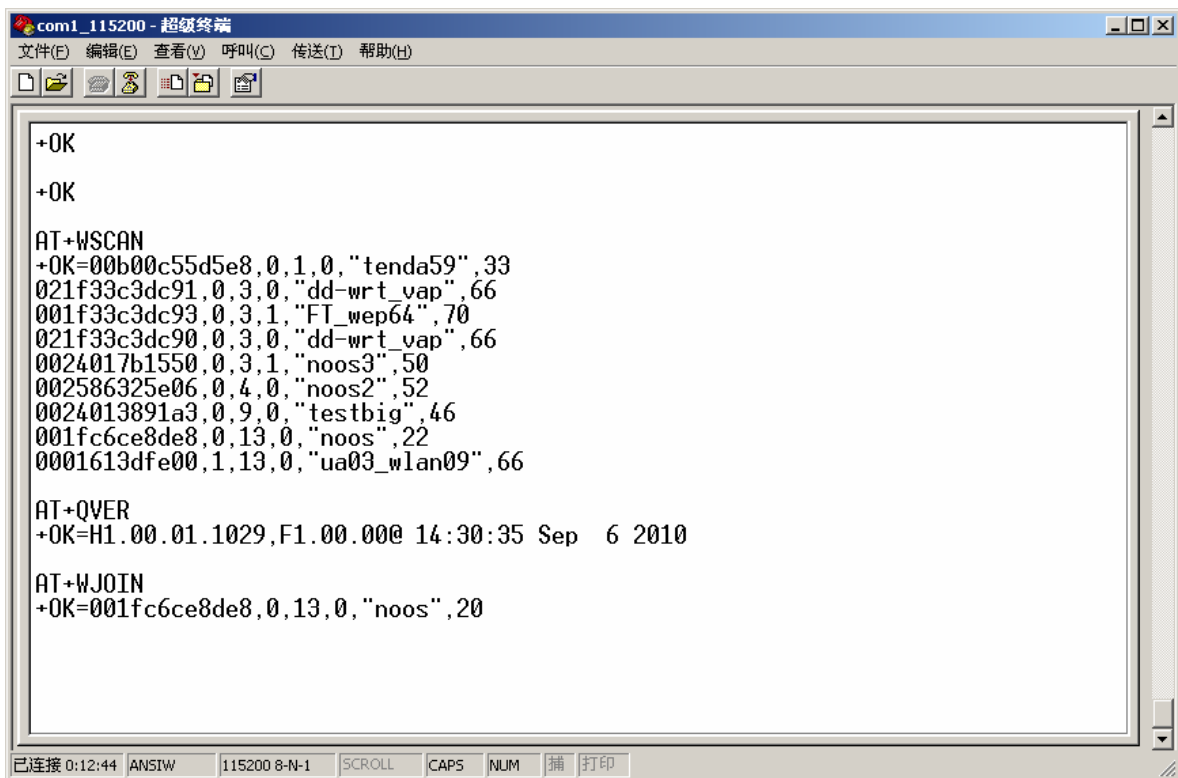 com1_115200 - 超级终端
文件(F) 编辑(E) 查看(V) 呼叫(C) 传送(T) 帮助(H)
+OK
+OK
AT+WSCAN
+OK=00b00c55d5e8,0,1,0,"tenda59",33
021f33c3dc91,0,3,0,"dd-wrt_vap",66
001f33c3dc93,0,3,1,"FT_wep64",70
021f33c3dc90,0,3,0,"dd-wrt_vap",66
0024017b1550,0,3,1,"noos3",50
002586325e06,0,4,0,"noos2",52
0024013891a3,0,9,0,"testbig",46
001fc6ce8de8,0,13,0,"noos",22
0001613dfe00,1,13,0,"ua03_wlan09",66
AT+QVER
+OK=H1.00.01.1029,F1.00.00@ 14:30:35 Sep  6 2010
AT+WJOIN
+OK=001fc6ce8de8,0,13,0,"noos",20
已连接 0:12:44 ANSIW 115200 8-N-1 SCROLL CAPS NUM 捕 打印